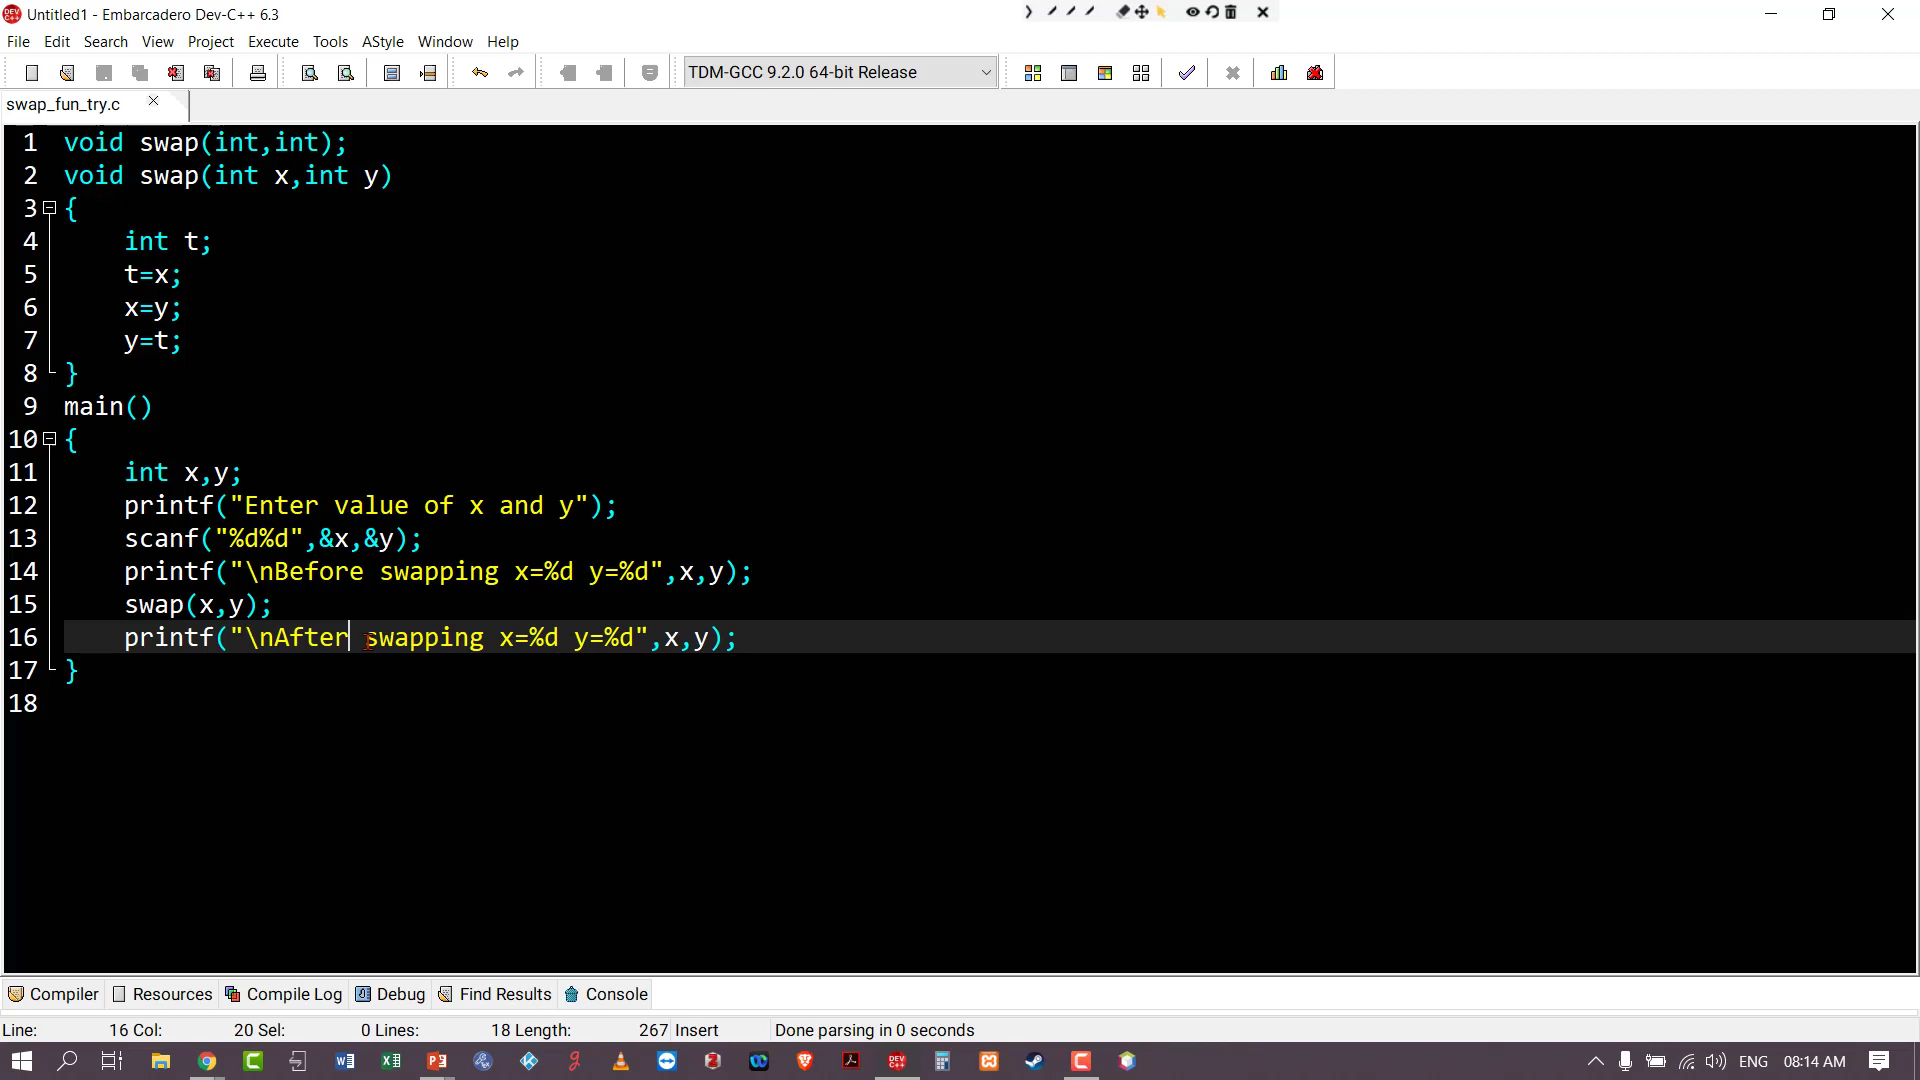 Untitled1 - Embarcadero Dev-C++ 6.3
File Edit Search View Project Execute Tools AStyle Window Help
TDM-GCC 9.2.0 64-bit Release
swap_fun_try.c
1 void swap(int,int);
2 void swap(int x,int y)
3 {
4 int t;
5 t=x;
6 x=y;
7 y=t;
8 }
9 main()
10 {
11 int x,y;
12 printf("Enter value of x and y");
13 scanf("%d%d",&x,&y);
14 printf("\nBefore swapping x=%d y=%d",x,y);
15 swap(x,y);
16 printf("\nAfter swapping x=%d y=%d",x,y);
17 }
18
Compiler Resources Compile Log Debug Find Results Console
Line: 16 Col: 20 Sel: 0 Lines: 18 Length: 267 Insert Done parsing in 0 seconds
ENG 08:14 AM